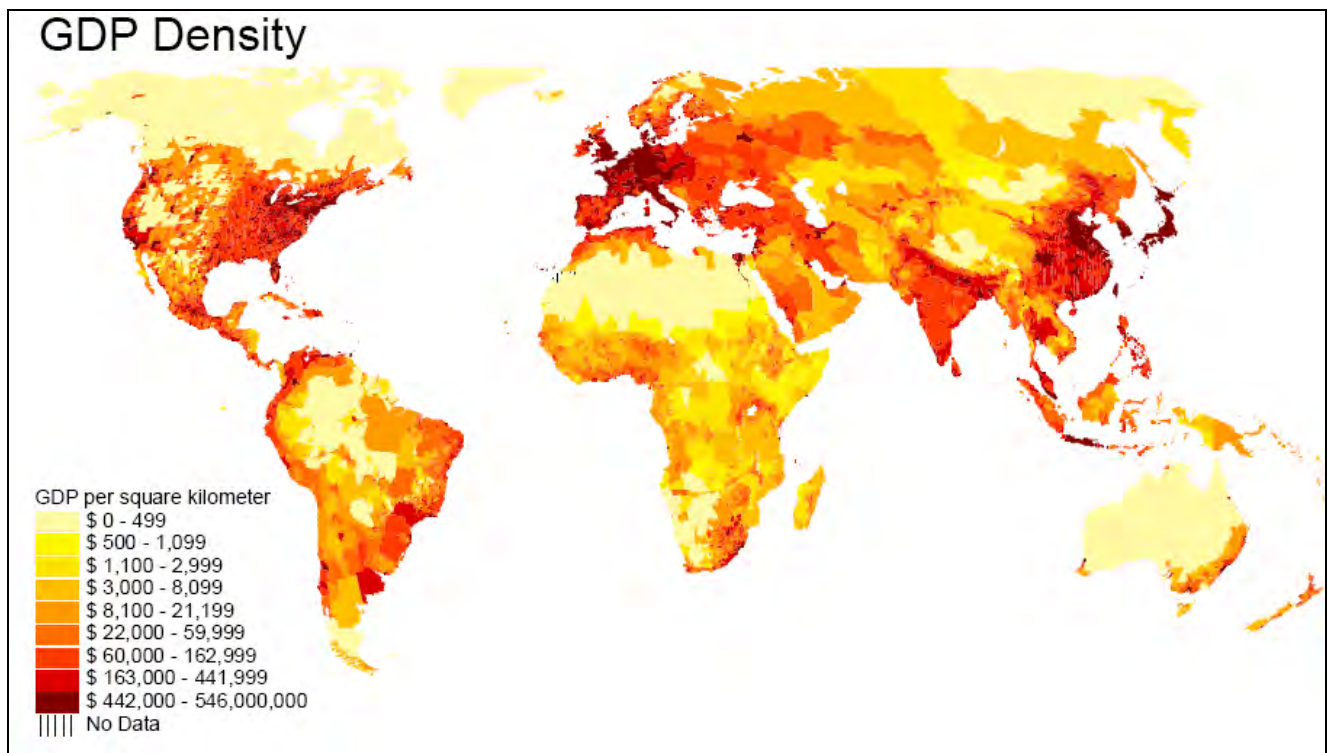 GDP Density
GDP per square kilometer
$ 0 - 499
$ 500 - 1,099
$ 1,100 - 2,999
$ 3,000 - 8,099
$ 8,100 - 21,199
$ 22,000 - 59,999
$ 60,000 - 162,999
$ 163,000 - 441,999
$ 442,000 - 546,000,000
No Data